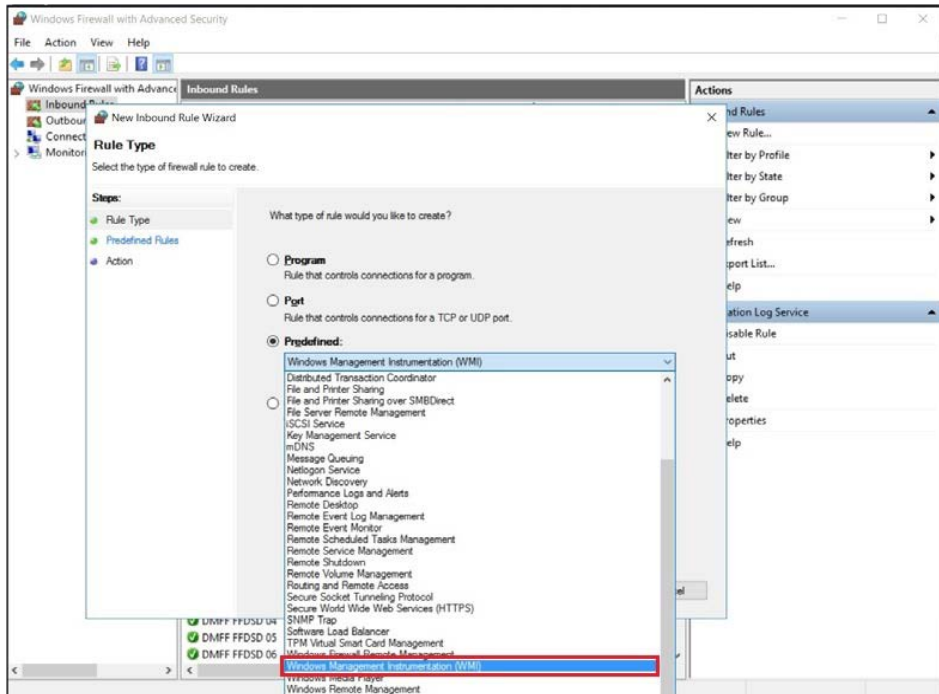 Windows Firewall with Advanced Security
File Action View Help
Windows Firewall with Advance
Inbound
Outbour
Connect
Monitori
Inbound Rules
Actions
nd Rules
ew Rule...
lter by Profile
lter by State
lter by Group
ew
efresh
port List...
elp
ation Log Service
isable Rule
ut
opy
elete
roperties
elp
New Inbound Rule Wizard
Rule Type
Select the type of firewall rule to create.
Steps:
Rule Type
Predefined Rules
Action
What type of rule would you like to create?
Program
Rule that controls connections for a program.
Port
Rule that controls connections for a TCP or UDP port.
Predefined:
Windows Management Instrumentation (WMI)
Distributed Transaction Coordinator
File and Printer Sharing
File and Printer Sharing over SMBDirect
File Server Remote Management
iSCSI Service
Key Management Service
mDNS
Message Queuing
Netlogon Service
Network Discovery
Performance Logs and Alerts
Remote Desktop
Remote Event Log Management
Remote Event Monitor
Remote Scheduled Tasks Management
Remote Service Management
Remote Shutdown
Remote Volume Management
Routing and Remote Access
Secure Socket Tunneling Protocol
Secure World Wide Web Services (HTTPS)
SNMP Trap
Software Load Balancer
TPM Virtual Smart Card Management
Windows Firewall Remote Management
Windows Management Instrumentation (WMI)
Windows Media Player
Windows Remote Management
el
DMFF FFDSD 04
DMFF FFDSD 05
DMFF FFDSD 06